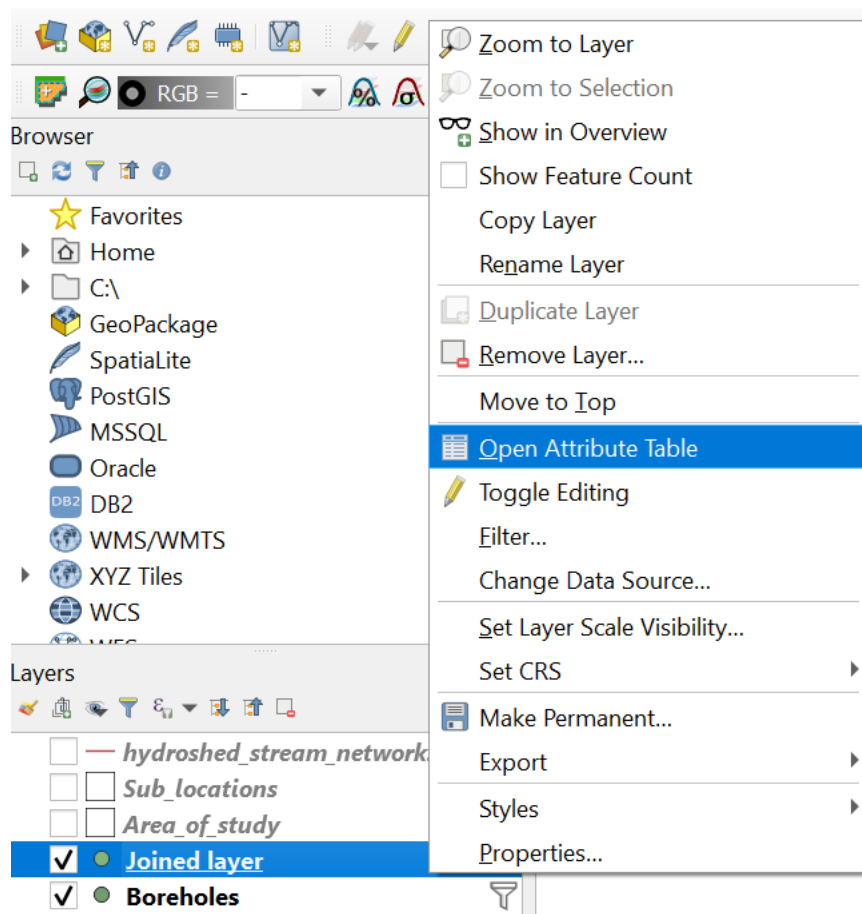 RGB =
-
Browser
Favorites
Home
C:\
GeoPackage
SpatiaLite
PostGIS
MSSQL
Oracle
DB2
DB2
WMS/WMTS
XYZ Tiles
WCS
Layers
hydroshed_stream_network
Sub_locations
Area_of_study
Joined layer
Boreholes
Zoom to Layer
Zoom to Selection
Show in Overview
Show Feature Count
Copy Layer
Rename Layer
Duplicate Layer
Remove Layer...
Move to Top
Open Attribute Table
Toggle Editing
Filter...
Change Data Source...
Set Layer Scale Visibility...
Set CRS
Make Permanent...
Export
Styles
Properties...